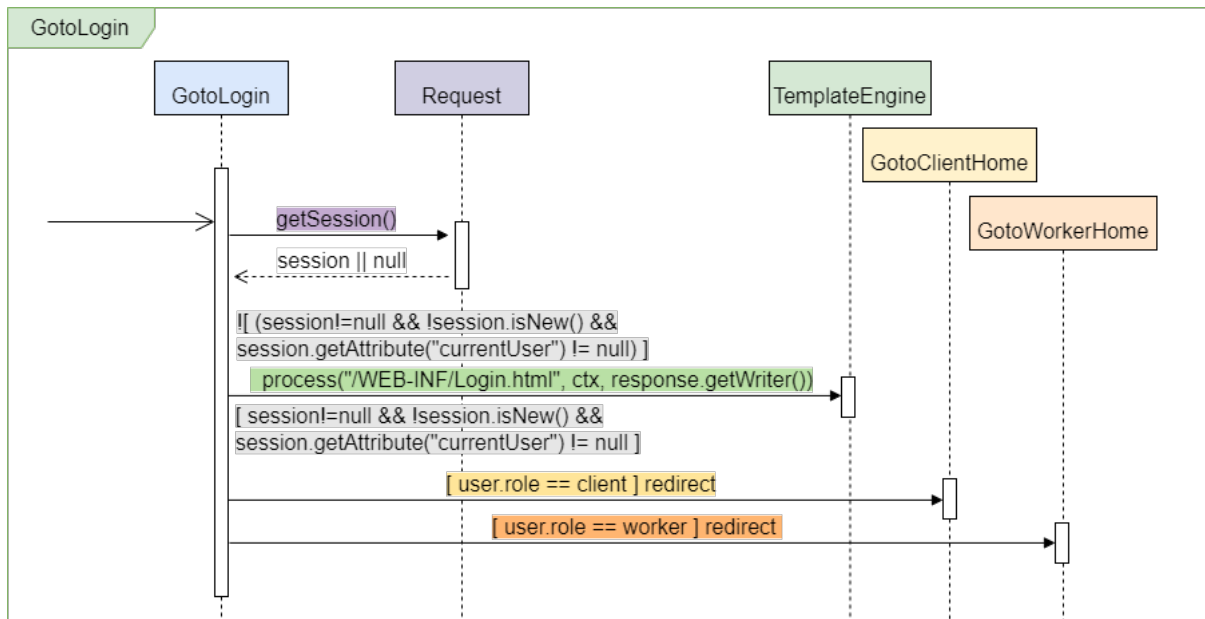 GotoLogin
GotoLogin
Request
TemplateEngine
GotoClientHome
GotoWorkerHome
getSession()
session || null
![ (session!=null && !session.isNew() &&
session.getAttribute("currentUser") != null) ]
process("/WEB-INF/Login.html", ctx, response.getWriter())
[ session!=null && !session.isNew() &&
session.getAttribute("currentUser") != null ]
[ user.role == client ] redirect
[ user.role == worker ] redirect